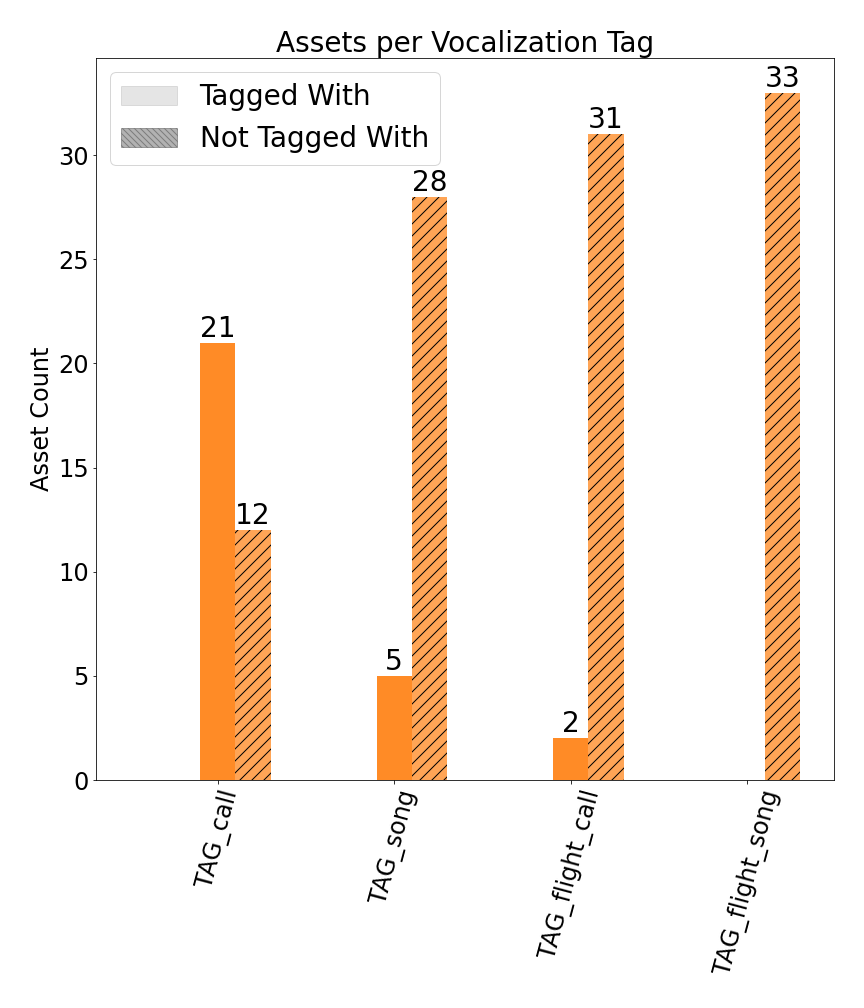 Assets per Vocalization Tag
Tagged With
Not Tagged With
33
31
28
21
12
5
2
30
25
20
15
10
5
0
Asset Count
TAG_call
TAG_song
TAG_flight_call
TAG_flight_song